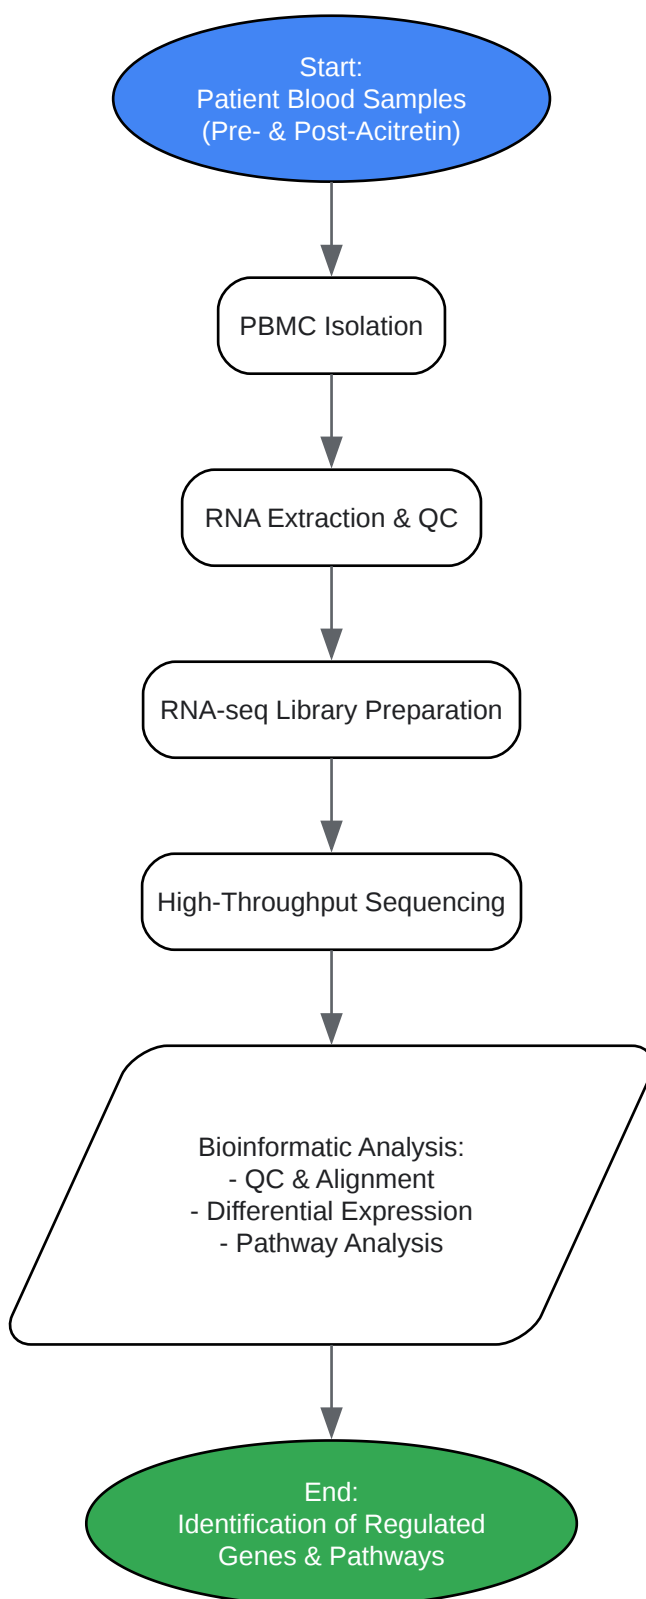 Start:
Patient Blood Samples
(Pre- & Post-Acitretin)
PBMC Isolation
RNA Extraction & QC
RNA-seq Library Preparation
High-Throughput Sequencing
Bioinformatic Analysis:
- QC & Alignment
- Differential Expression
- Pathway Analysis
End:
Identification of Regulated
Genes & Pathways